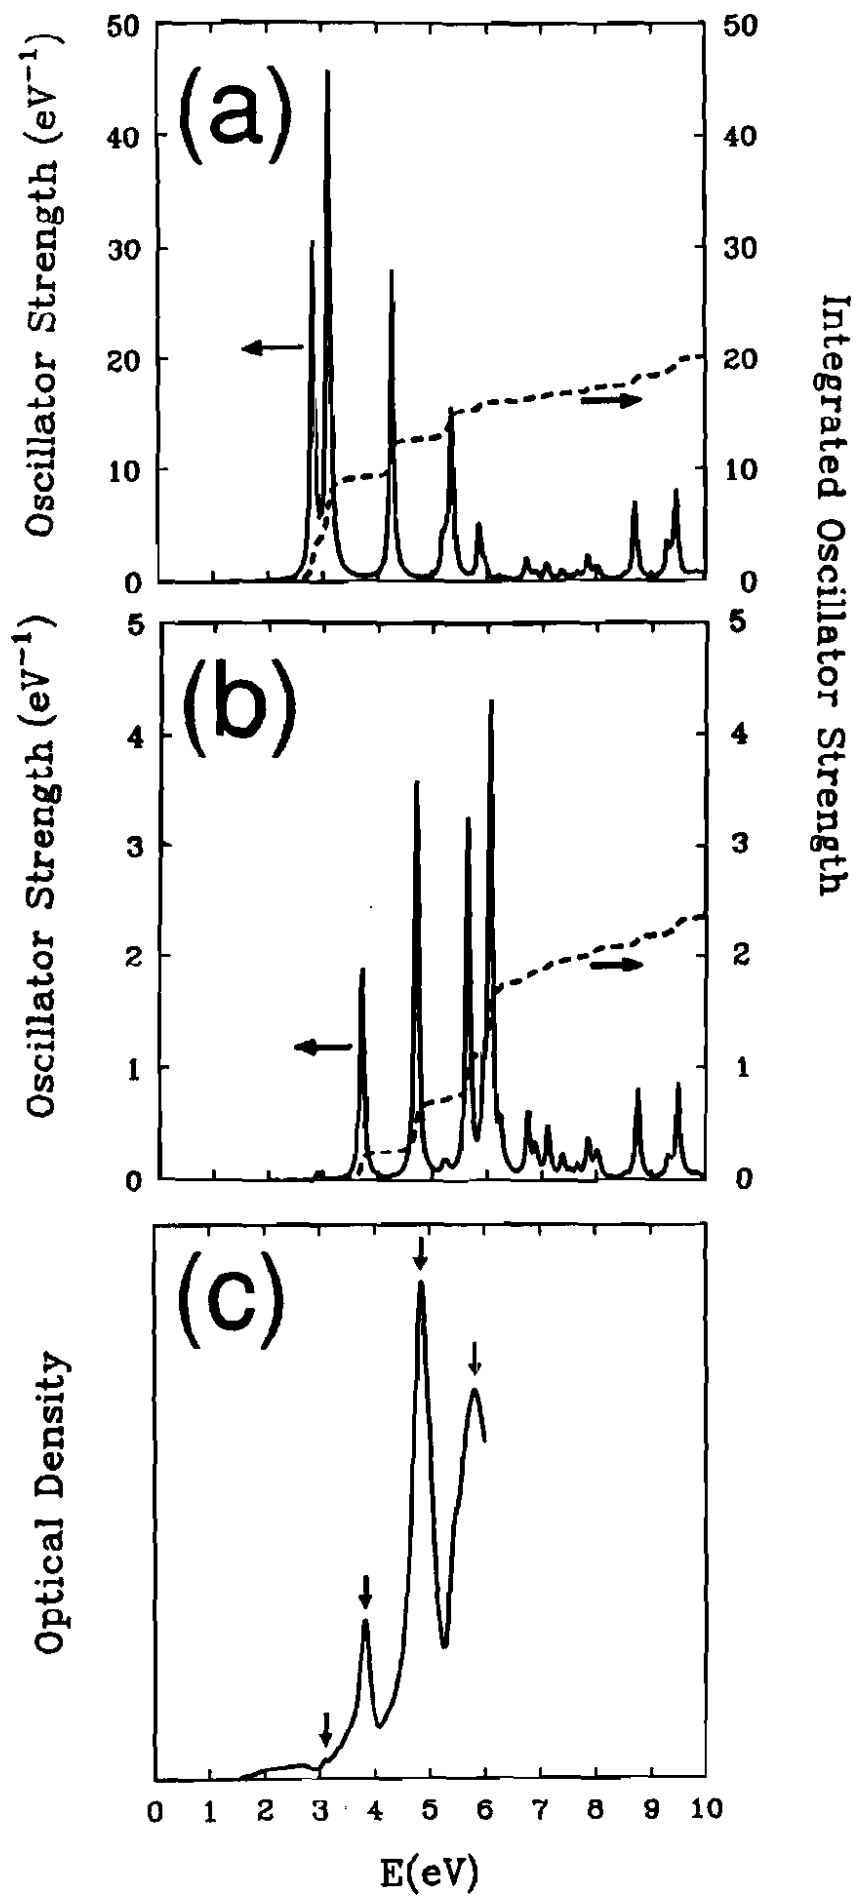 50
40
30
20
10
0
Oscillator Strength (eV⁻¹)
(a)
50
40
30
20
10
0
5
4
3
2
1
0
Oscillator Strength (eV⁻¹)
(b)
5
4
3
2
1
0
Integrated Oscillator Strength
Optical Density
(c)
0 1 2 3 4 5 6 7 8 9 10
E(eV)